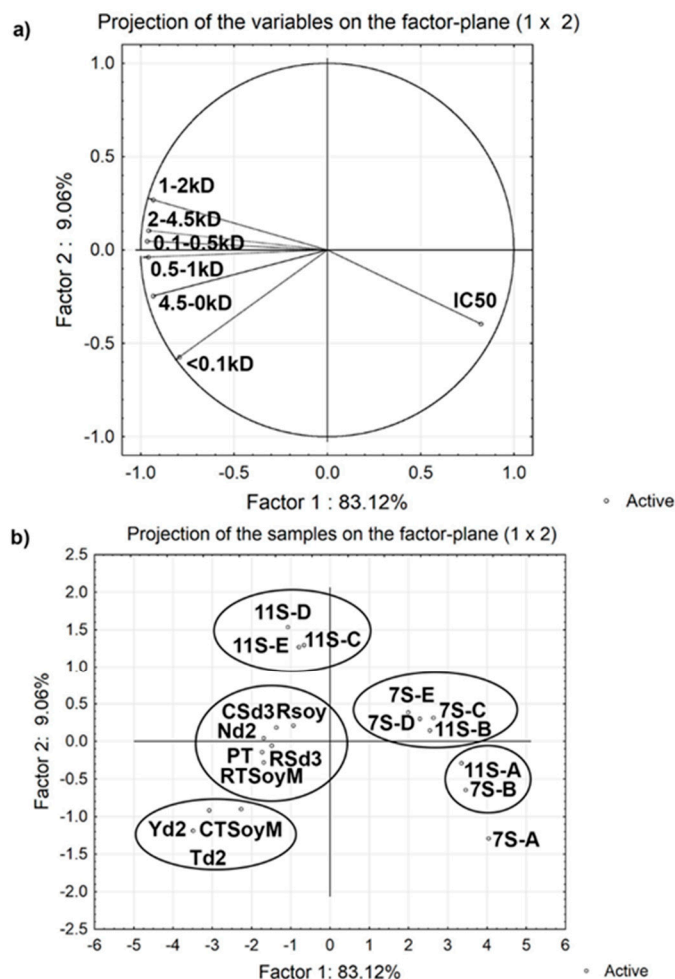 a)
Projection of the variables on the factor-plane (1 x 2)
1.0
0.5
0.0
-0.5
-1.0
Factor 2 : 9.06%
1-2kD
2-4.5kD
0.1-0.5kD
0.5-1kD
4.5-0kD
<0.1kD
IC50
-1.0 -0.5 0.0 0.5 1.0
Factor 1 : 83.12%
Active
b)
Projection of the samples on the factor-plane (1 x 2)
2.5
2.0
1.5
1.0
0.5
0.0
-0.5
-1.0
-1.5
-2.0
-2.5
Factor 2: 9.06%
11S-D
11S-E 11S-C
7S-E
7S-D 7S-C
11S-B
CSd3 Rsoy
Nd2
PT RSd3
RTSoyM
11S-A
7S-B
Yd2 CTSoyM
Td2
7S-A
-6 -5 -4 -3 -2 -1 0 1 2 3 4 5 6
Factor 1: 83.12%
Active